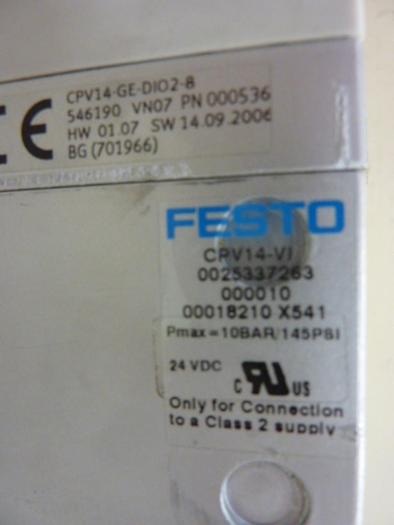 CE
CPV14-GE-DIO2-8
546190 VN07 PN 000536
HW 01.07 SW 14.09.2006
BG (701966)
FESTO
CPV14-VI
0025337263
000010
00018210 X541
Pmax=10BAR/145PSI
24 VDC
c RU US
Only for Connection
to a Class 2 supply